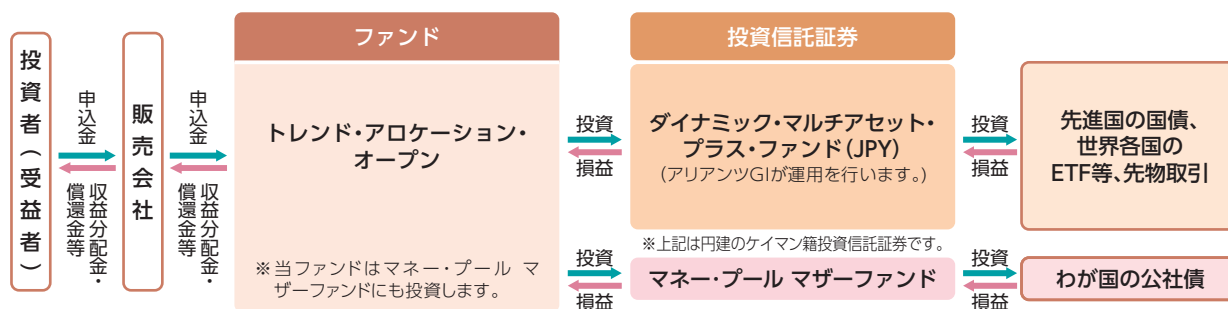 投資者(受益者)
申込金
収益分配金・
償還金等
販売会社
申込金
収益分配金・
償還金等
ファンド
トレンド・アロケーション・
オープン
※当ファンドはマネー・プール マ
ザーファンドにも投資します。
投資
損益
投資
損益
投資信託証券
ダイナミック・マルチアセット・
プラス・ファンド(JPY)
(アリアンツGIが運用を行います。)
※上記は円建のケイマン籍投資信託証券です。
マネー・プール マザーファンド
投資
損益
投資
損益
先進国の国債、
世界各国の
ETF等、先物取引
わが国の公社債